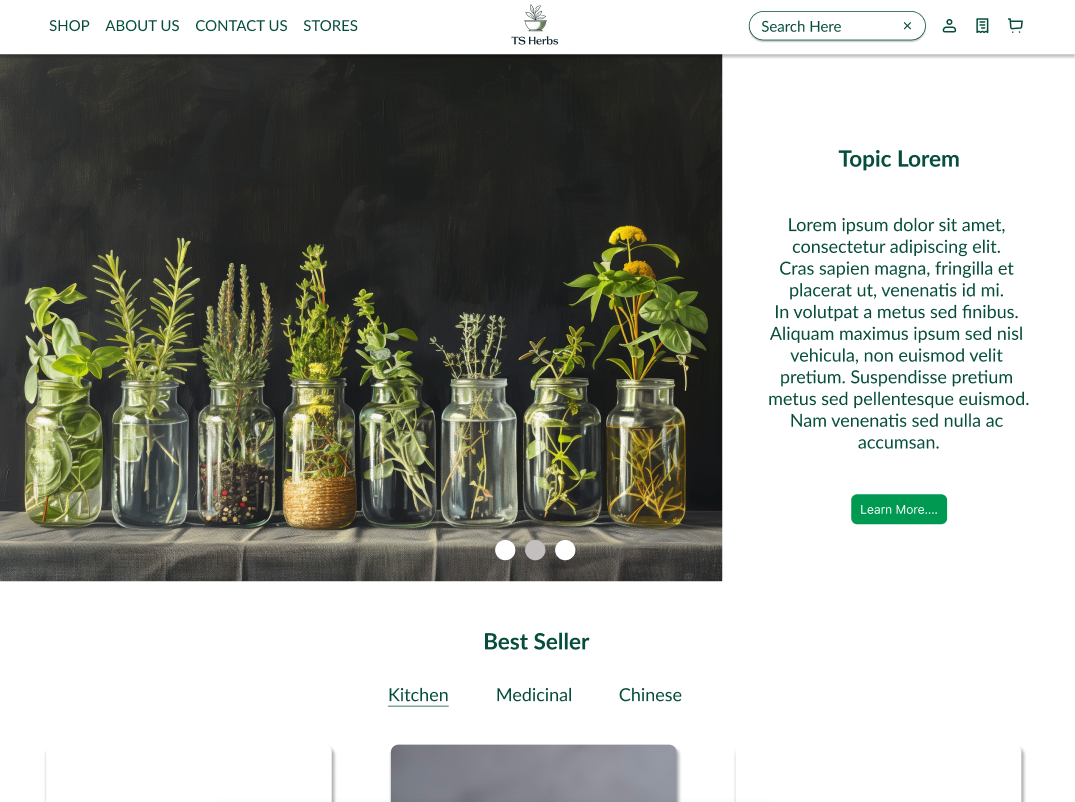 SHOP ABOUT US CONTACT US STORES
TS Herbs
Search Here
Topic Lorem
Lorem ipsum dolor sit amet,
consectetur adipiscing elit.
Cras sapien magna, fringilla et
placerat ut, venenatis id mi.
In volutpat a metus sed finibus.
Aliquam maximus ipsum sed nisl
vehicula, non euismod velit
pretium. Suspendisse pretium
metus sed pellentesque euismod.
Nam venenatis sed nulla ac
accumsan.
Learn More....
Best Seller
Kitchen Medicinal Chinese